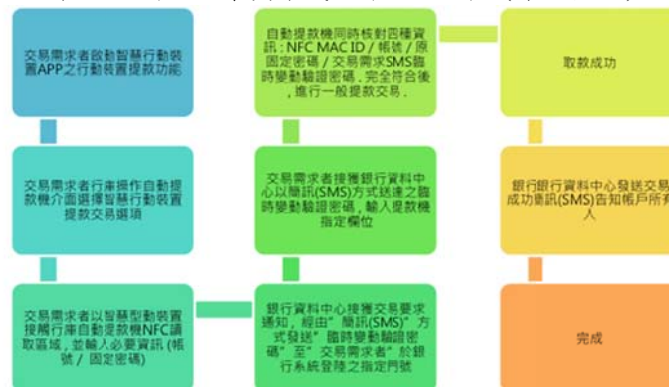 交易需求者啟動智慧行動裝
置APP之行動裝置提款功能
交易需求者行庫操作自動提
款機介面選擇智慧行動裝置
提款交易選項
交易需求者以智慧型動裝置
接觸行庫自動提款機NFC讀
取區域，並輸入必要資訊 (帳
號 / 固定密碼)
銀行資料中心接獲交易要求
通知，經由“簡訊(SMS)”方
式發送”臨時變動驗證密
碼”至”交易需求者”於銀
行系統登陸之指定門號
交易需求者接獲銀行資料中
心以簡訊(SMS)方式送達之臨
時變動驗證密碼，輸入提款機
指定欄位
自動提款機同時核對四種資
訊：NFC MAC ID / 帳號 / 原
固定密碼 / 交易需求SMS臨
時變動驗證密碼．完全符合後
，進行一般提款交易．
取款成功
銀行銀行資料中心發送交易
成功簡訊(SMS)告知帳戶所有
人
完成